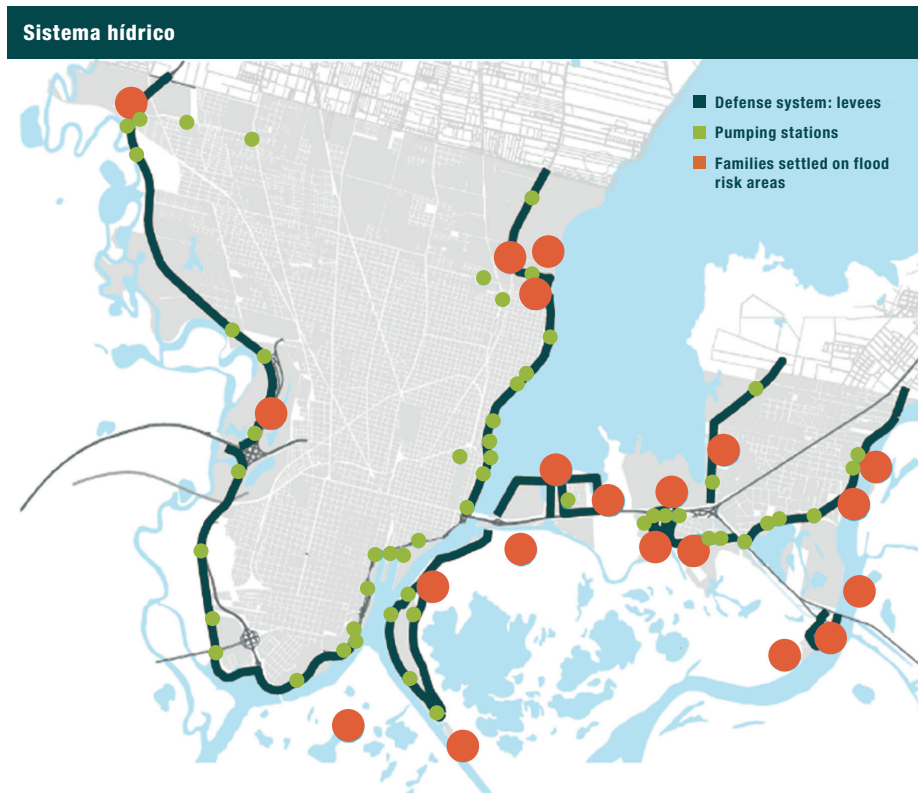 Sistema hídrico
Defense system: levees
Pumping stations
Families settled on flood
risk areas